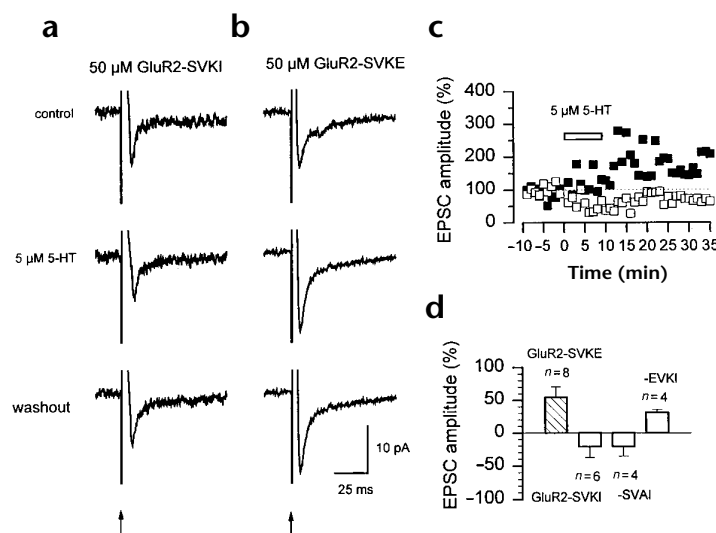 a
50 µM GluR2-SVKI
control
5 µM 5-HT
washout
b
50 µM GluR2-SVKE
10 pA
25 ms
c
EPSC amplitude (%)
400
300
200
100
0
5 µM 5-HT
-10 -5 0 5 10 15 20 25 30 35
Time (min)
d
EPSC amplitude (%)
100
50
0
-50
-100
GluR2-SVKE
n=8
-EVKI
n=4
n=6
n=4
GluR2-SVKI
-SVAI